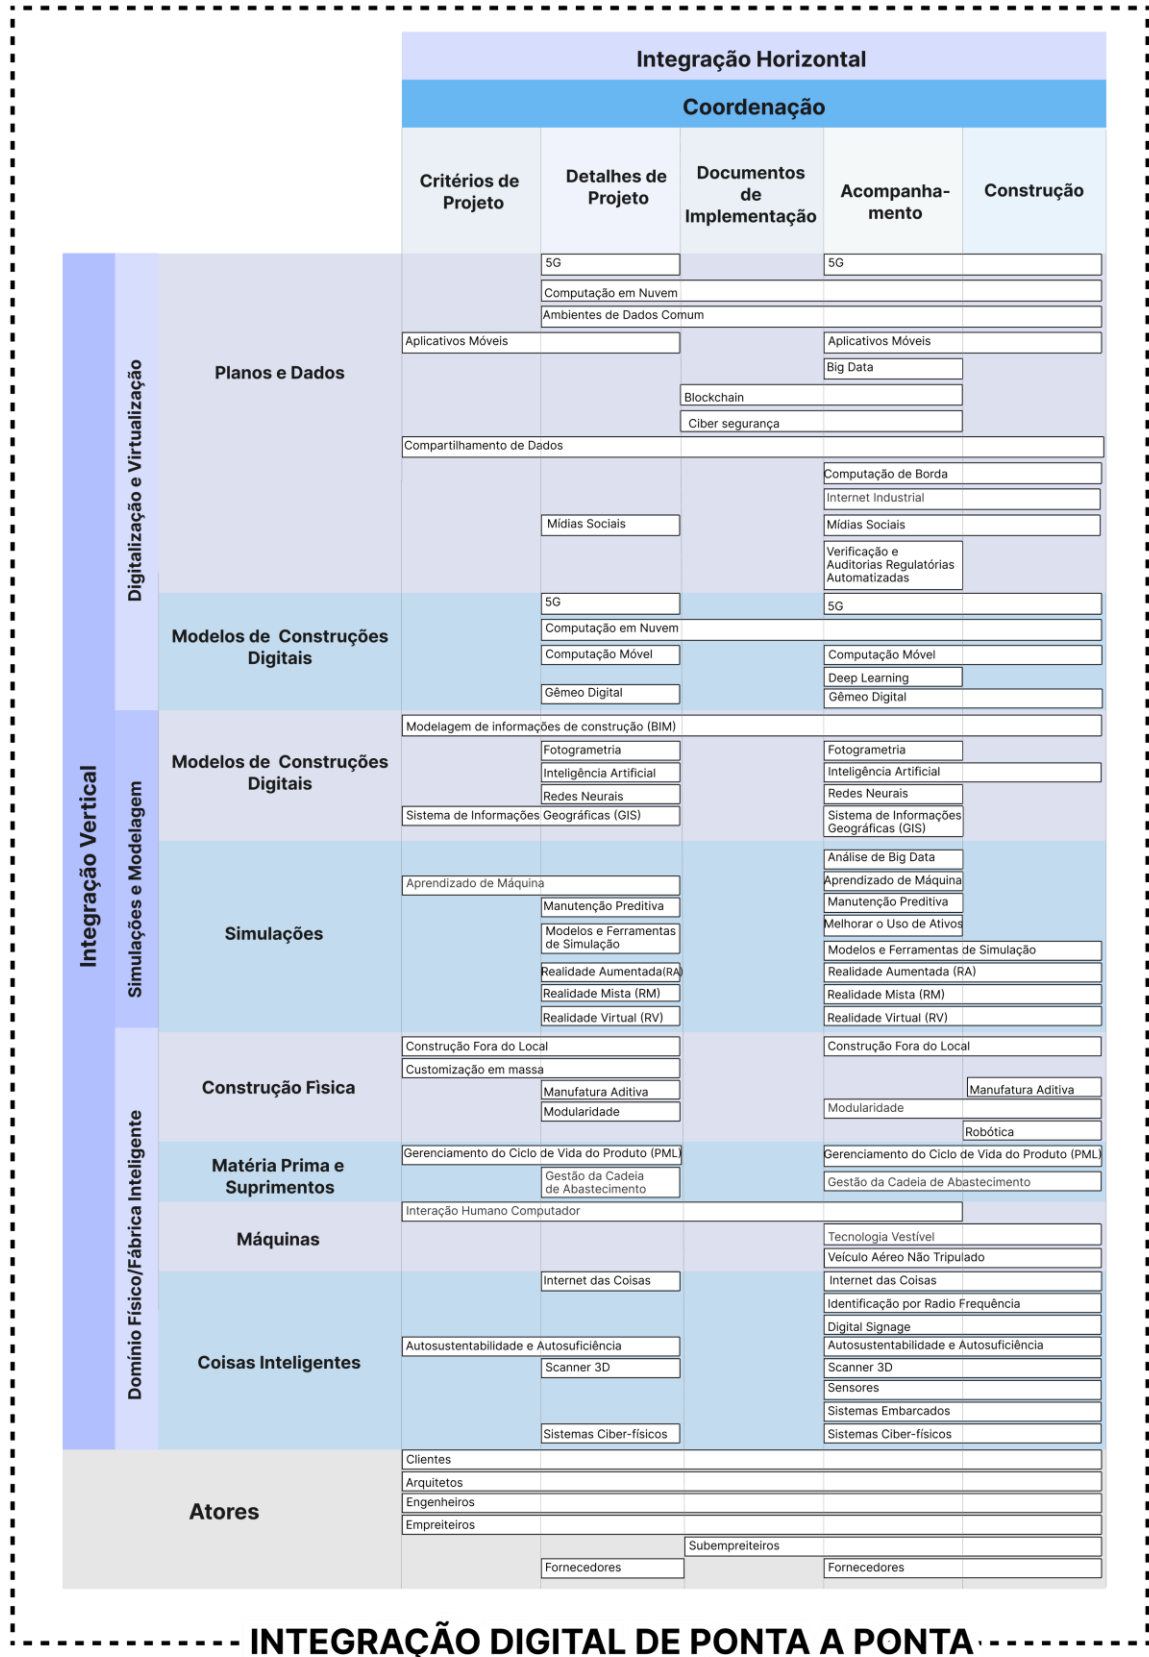 Integração Horizontal
Coordenação
Critérios de
Projeto
Detalhes de
Projeto
Documentos
de
Implementação
Acompanha-
mento
Construção
Integração Vertical
Digitalização e Virtualização
Planos e Dados
5G
5G
Computação em Nuvem
Ambientes de Dados Comum
Aplicativos Móveis
Aplicativos Móveis
Big Data
Blockchain
Ciber segurança
Compartilhamento de Dados
Computação de Borda
Internet Industrial
Mídias Sociais
Mídias Sociais
Verificação e
Auditorias Regulatórias
Automatizadas
Modelos de Construções
Digitais
5G
5G
Computação em Nuvem
Computação Móvel
Computação Móvel
Deep Learning
Gêmeo Digital
Gêmeo Digital
Simulações e Modelagem
Modelos de Construções
Digitais
Modelagem de informações de construção (BIM)
Fotogrametria
Fotogrametria
Inteligência Artificial
Inteligência Artificial
Redes Neurais
Redes Neurais
Sistema de Informações Geográficas (GIS)
Sistema de Informações
Geográficas (GIS)
Simulações
Análise de Big Data
Aprendizado de Máquina
Aprendizado de Máquina
Manutenção Preditiva
Manutenção Preditiva
Melhorar o Uso de Ativos
Modelos e Ferramentas
de Simulação
Modelos e Ferramentas de Simulação
Realidade Aumentada(RA)
Realidade Aumentada (RA)
Realidade Mista (RM)
Realidade Mista (RM)
Realidade Virtual (RV)
Realidade Virtual (RV)
Domínio Físico/Fábrica Inteligente
Construção Fìsica
Construção Fora do Local
Construção Fora do Local
Customização em massa
Manufatura Aditiva
Manufatura Aditiva
Modularidade
Modularidade
Robótica
Matéria Prima e
Suprimentos
Gerenciamento do Ciclo de Vida do Produto (PML)
Gerenciamento do Ciclo de Vida do Produto (PML)
Gestão da Cadeia
de Abastecimento
Gestão da Cadeia de Abastecimento
Máquinas
Interação Humano Computador
Tecnologia Vestível
Veículo Aéreo Não Tripulado
Coisas Inteligentes
Internet das Coisas
Internet das Coisas
Identificação por Radio Frequência
Digital Signage
Autosustentabilidade e Autosuficiência
Autosustentabilidade e Autosuficiência
Scanner 3D
Scanner 3D
Sensores
Sistemas Embarcados
Sistemas Ciber-físicos
Sistemas Ciber-físicos
Atores
Clientes
Arquitetos
Engenheiros
Empreiteiros
Subempreiteiros
Fornecedores
Fornecedores
INTEGRAÇÃO DIGITAL DE PONTA A PONTA